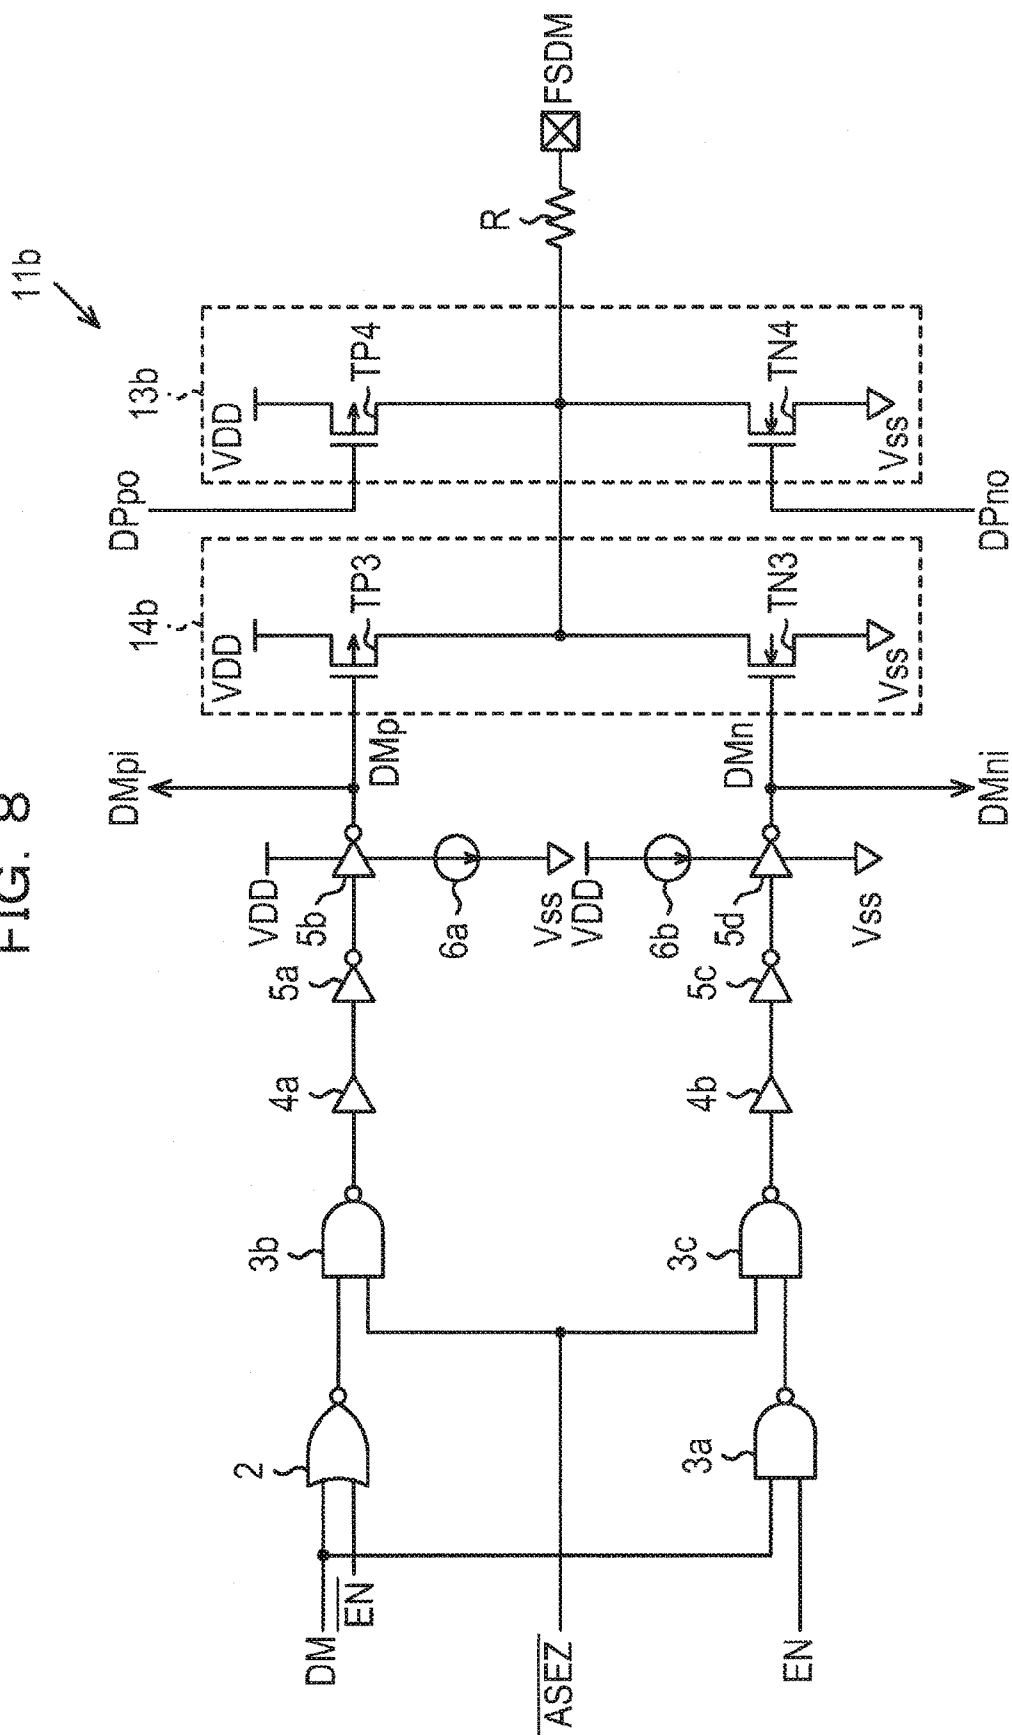 FIG. 8
11b
DMpi
DPpo
14b
13b
VDD
VDD
VDD
5a
5b
4a
3b
2
DM
EN
DMp
TP3
TP4
6a
Vss
R
FSDM
ASEZ
VDD
6b
5c
5d
4b
3c
3a
EN
DMn
TN3
TN4
Vss
Vss
Vss
DMni
DPno